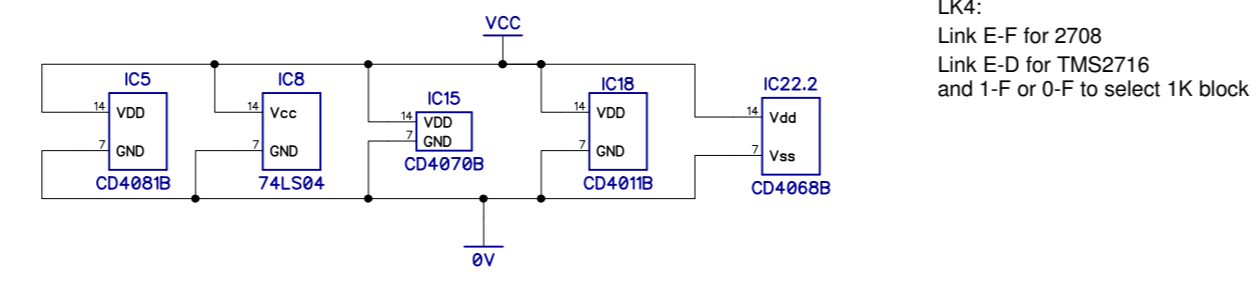 LK4:
Link E-F for 2708
Link E-D for TMS2716
and 1-F or 0-F to select 1K block
VCC
IC5
14 VDD
7 GND
CD4081B
IC8
14 Vcc
7 GND
74LS04
IC15
14 VDD
7 GND
CD4070B
IC18
14 VDD
7 GND
CD4011B
IC22.2
14 Vdd
7 Vss
CD4068B
0V